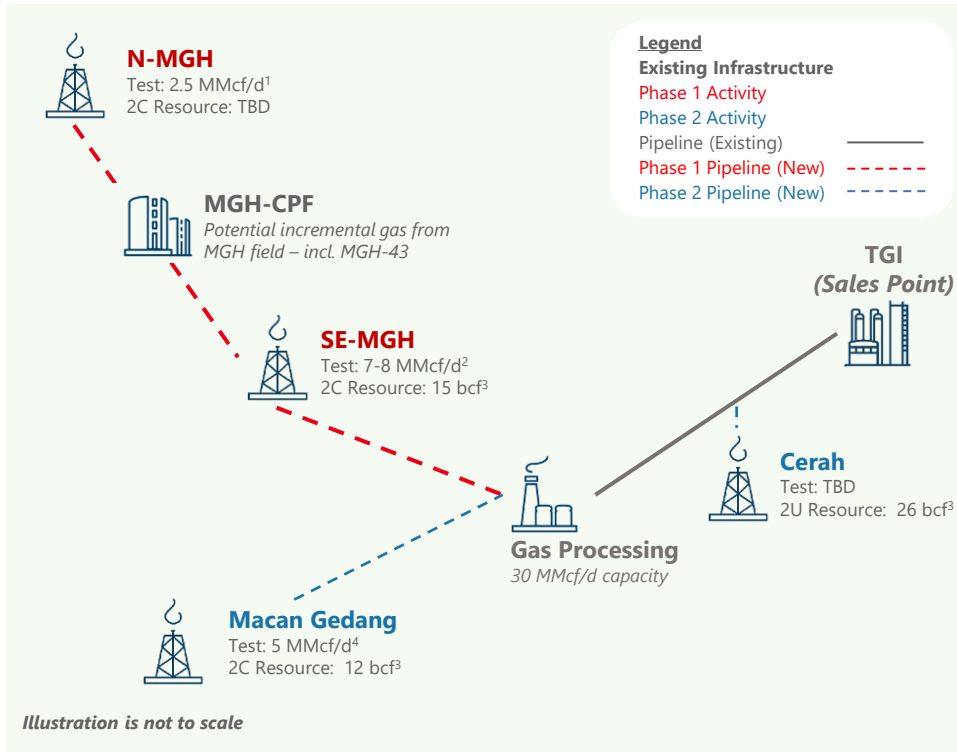 N-MGH
Test: 2.5 MMcf/d¹
2C Resource: TBD
Legend
Existing Infrastructure
Phase 1 Activity
Phase 2 Activity
Pipeline (Existing)
Phase 1 Pipeline (New)
Phase 2 Pipeline (New)
MGH-CPF
Potential incremental gas from
MGH field – incl. MGH-43
TGI
(Sales Point)
SE-MGH
Test: 7-8 MMcf/d²
2C Resource: 15 bcf³
Cerah
Test: TBD
2U Resource: 26 bcf³
Gas Processing
30 MMcf/d capacity
Macan Gedang
Test: 5 MMcf/d⁴
2C Resource: 12 bcf³
Illustration is not to scale